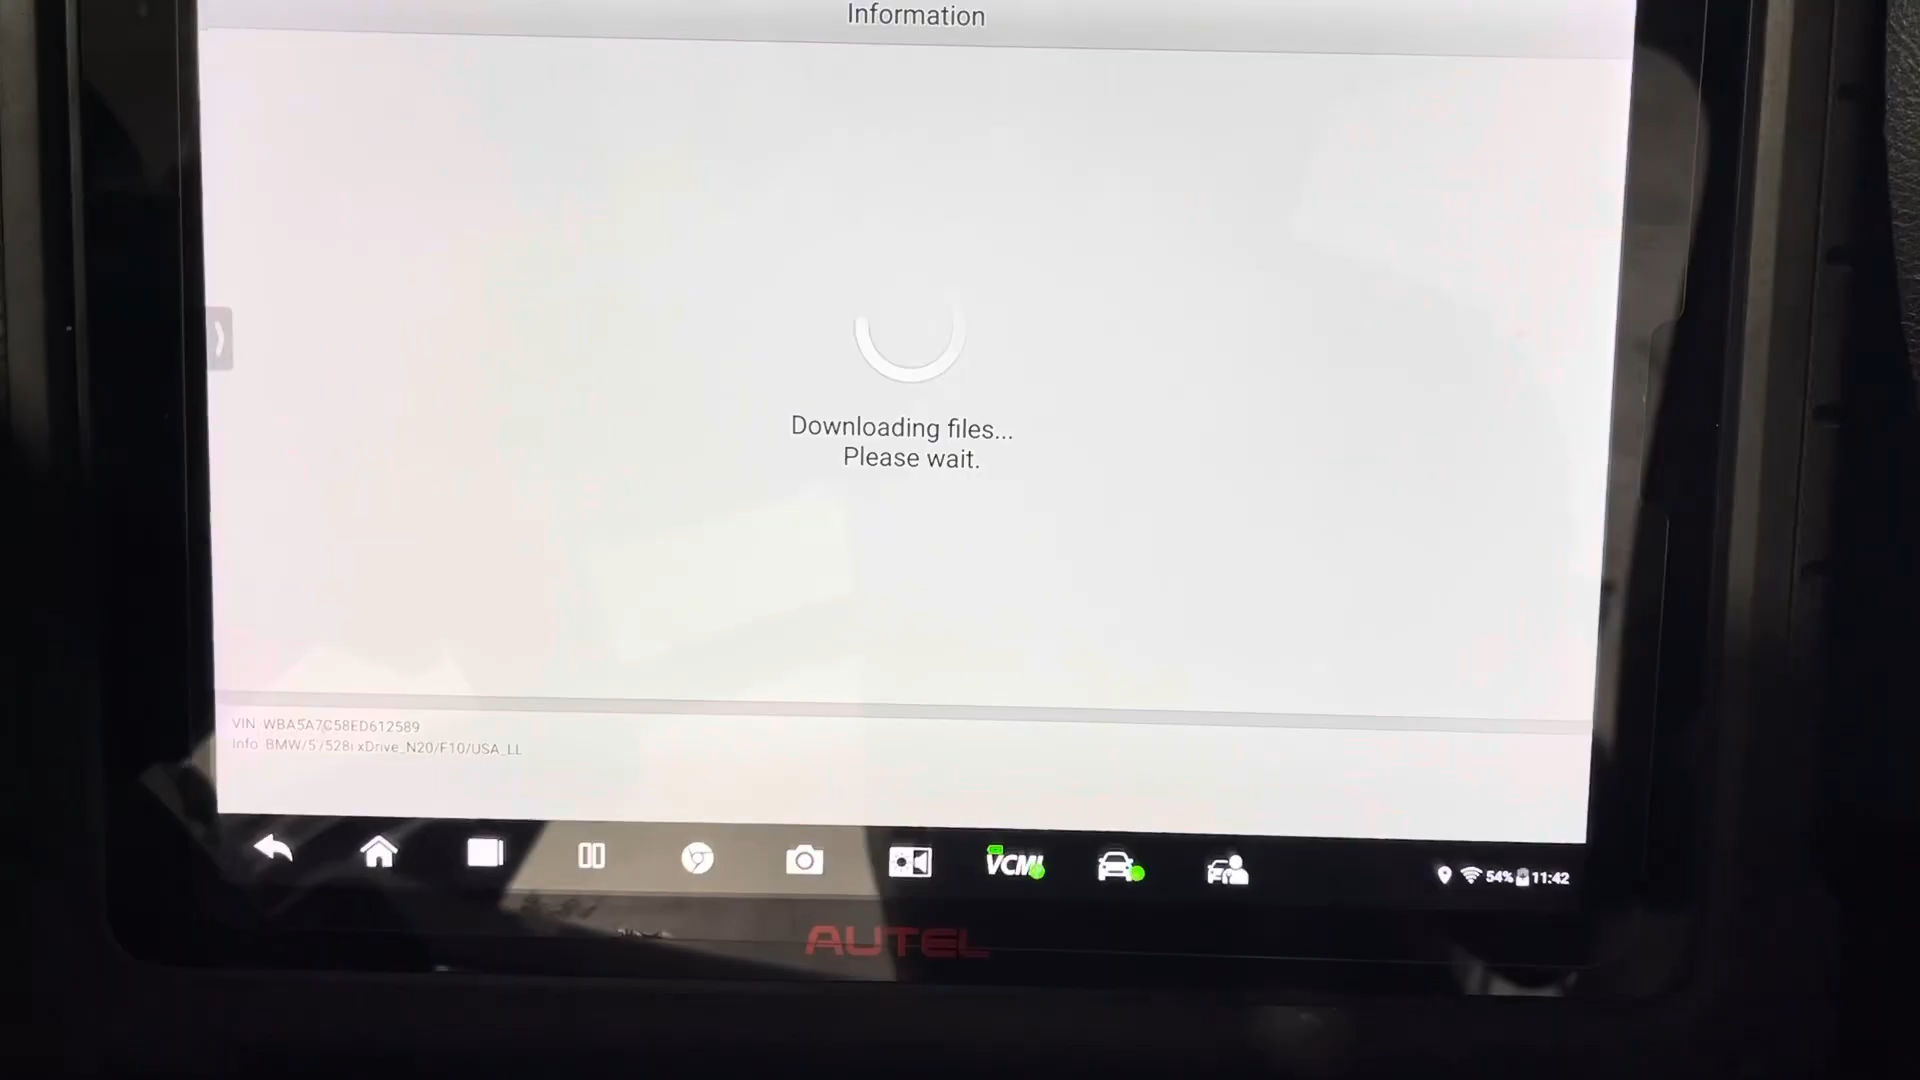 Information
Downloading files...
Please wait.
VIN WBA5A7C58ED612589
Info BMW/5/528i xDrive_N20/F10/USA_LL
VCMI
54% 11:42
AUTEL